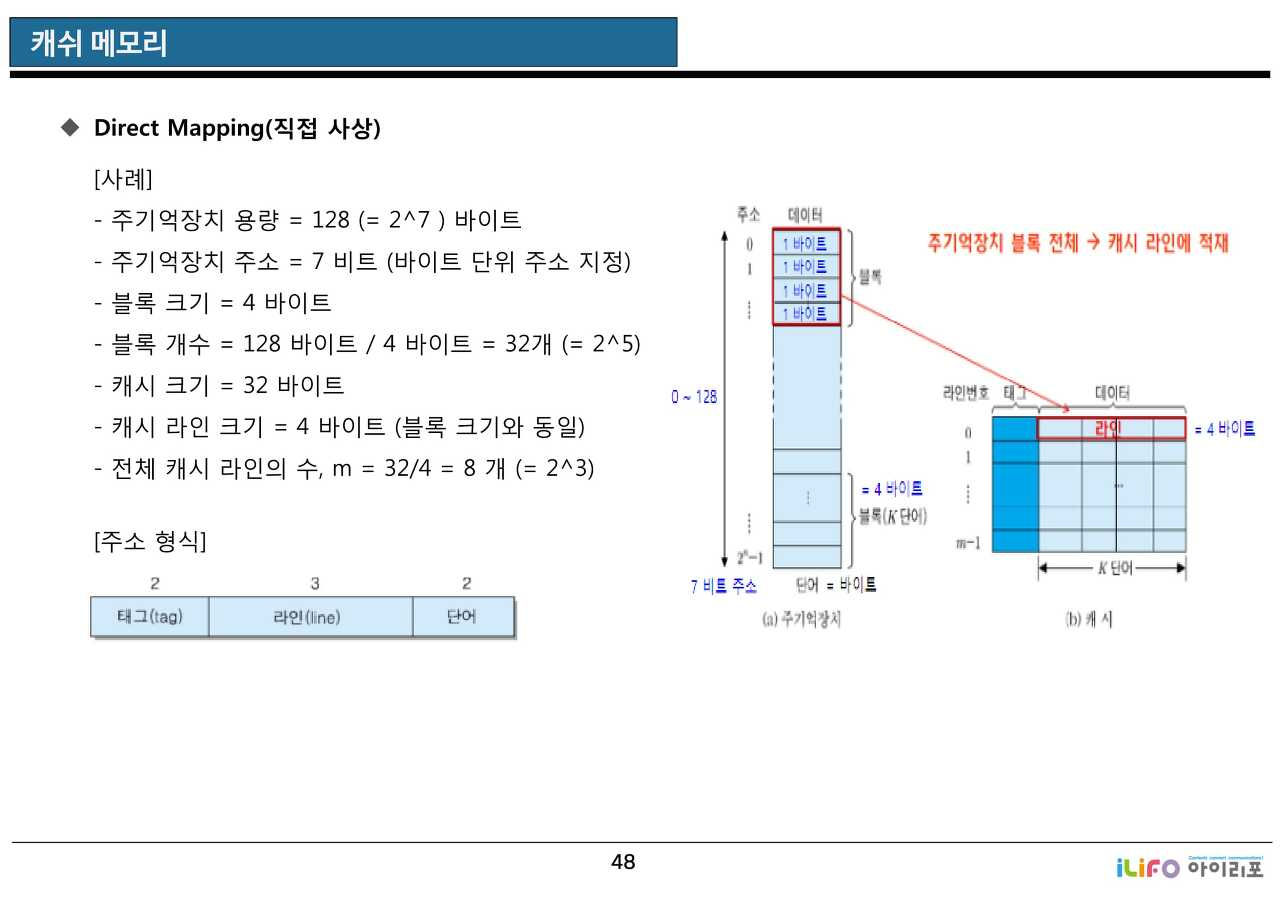 캐쉬 메모리
◆ Direct Mapping(직접 사상)
[사례]
- 주기억장치 용량 = 128 (= 2^7 ) 바이트
- 주기억장치 주소 = 7 비트 (바이트 단위 주소 지정)
- 블록 크기 = 4 바이트
- 블록 개수 = 128 바이트 / 4 바이트 = 32개 (= 2^5)
- 캐시 크기 = 32 바이트
- 캐시 라인 크기 = 4 바이트 (블록 크기와 동일)
- 전체 캐시 라인의 수, m = 32/4 = 8 개 (= 2^3)
[주소 형식]
2 3 2
태그(tag) 라인(line) 단어
주소 데이터
0 1 바이트
1 1 바이트
⋮ 1 바이트
1 바이트
블록
0 ~ 128
⋮
= 4 바이트
블록(K 단어)
⋮
2ⁿ−1
7 비트 주소 단어 = 바이트
(a) 주기억장치
주기억장치 블록 전체 → 캐시 라인에 적재
라인번호 태그 데이터
0 라인 = 4 바이트
1
⋮ ...
m−1
K 단어
(b) 캐 시
48
Contents! connect communications!
iLiFO 아이리포